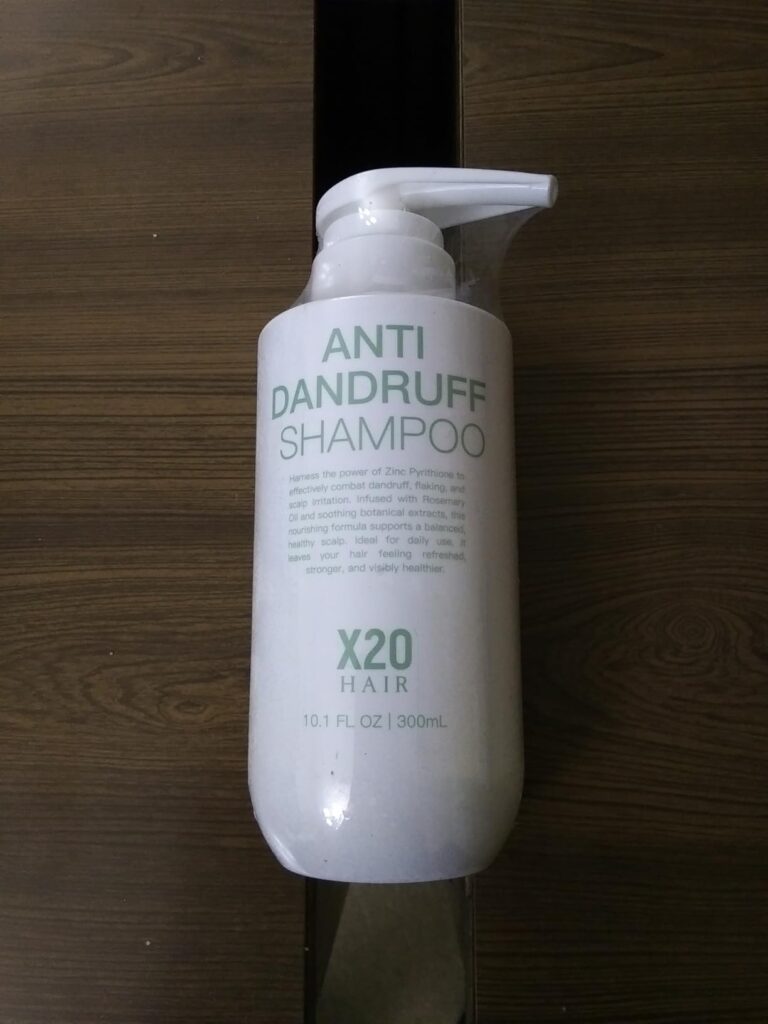 ANTI
DANDRUFF
SHAMPOO
Harness the power of Zinc Pyrithione to
effectively combat dandruff, flaking, and
scalp irritation. Infused with Rosemary
Oil and soothing botanical extracts, this
nourishing formula supports a balanced,
healthy scalp. Ideal for daily use, it
leaves your hair feeling refreshed,
stronger, and visibly healthier.
X20
HAIR
10.1 FL OZ | 300mL